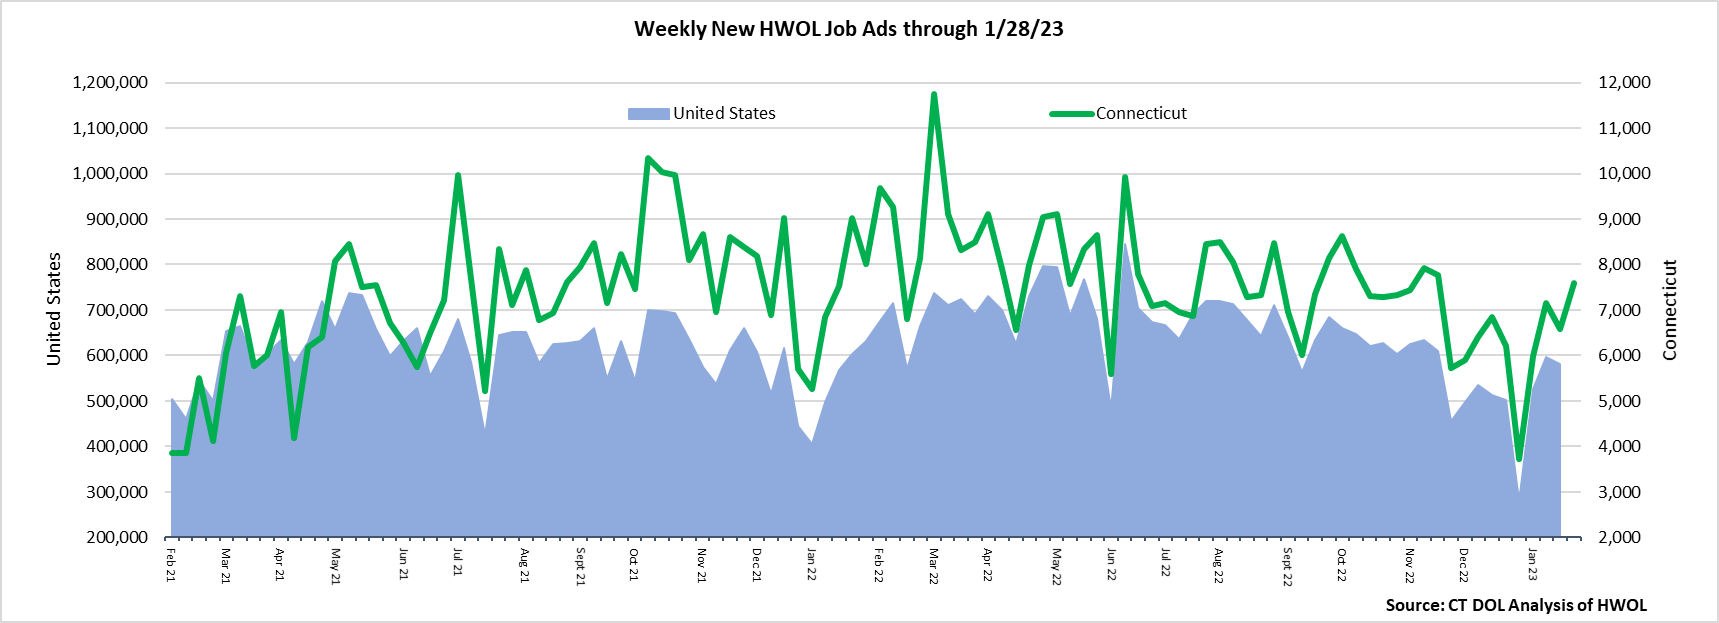 Weekly New HWOL Job Ads through 1/28/23
United States
Connecticut
United States
1,200,000
1,100,000
1,000,000
900,000
800,000
700,000
600,000
500,000
400,000
300,000
200,000
12,000
11,000
10,000
9,000
8,000
7,000
6,000
5,000
4,000
3,000
2,000
Connecticut
Feb 21
Mar 21
Apr 21
May 21
Jun 21
Jul 21
Aug 21
Sept 21
Oct 21
Nov 21
Dec 21
Jan 22
Feb 22
Mar 22
Apr 22
May 22
Jun 22
Jul 22
Aug 22
Sept 22
Oct 22
Nov 22
Dec 22
Jan 23
Source: CT DOL Analysis of HWOL